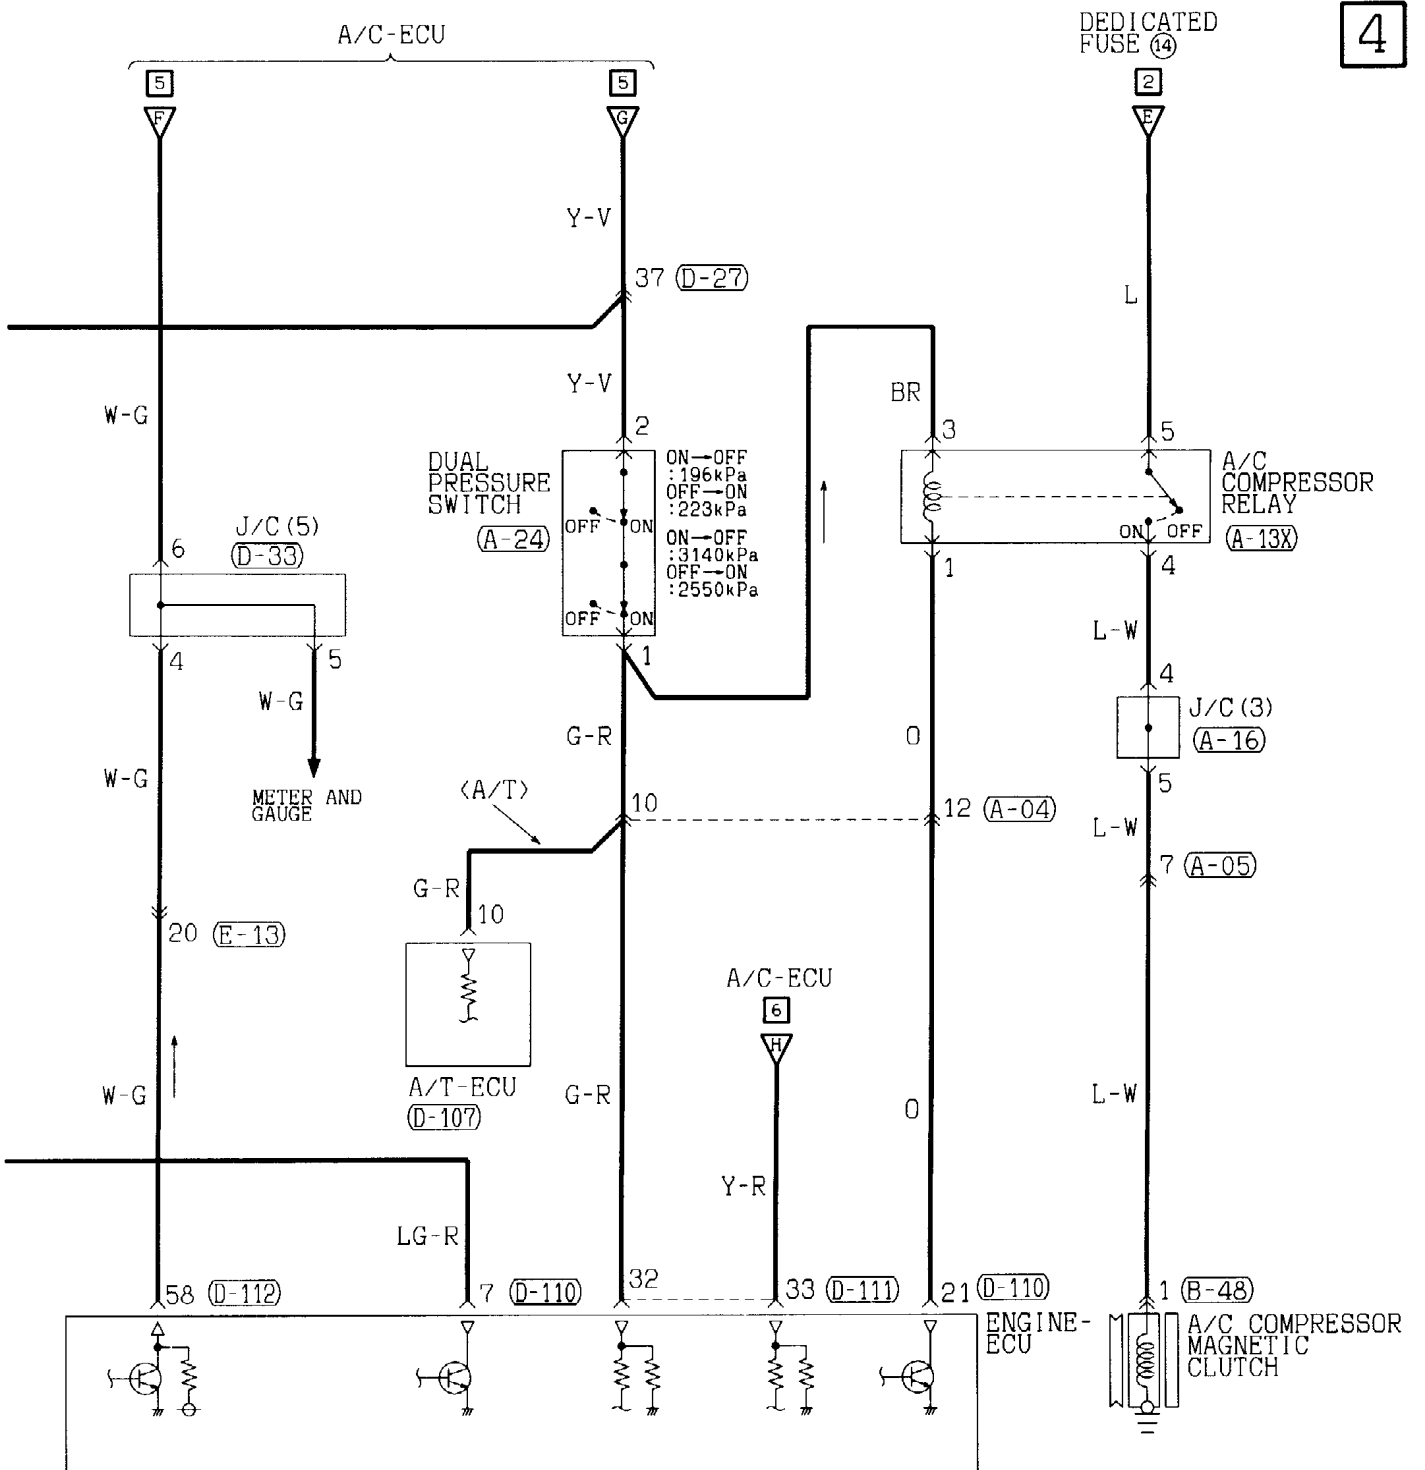 A/C-ECU
DEDICATED
FUSE 14
4
5
5
2
F
G
E
Y-V
37 D-27
L
Y-V
BR
W-G
2
3
5
DUAL
PRESSURE
SWITCH
A-24
ON→OFF
:196kPa
OFF→ON
:223kPa
ON→OFF
:3140kPa
OFF→ON
:2550kPa
OFF ON
OFF ON
A/C
COMPRESSOR
RELAY
A-13X
ON OFF
J/C(5)
D-33
6
1
4
4
5
1
L-W
4
W-G
J/C(3)
A-16
G-R
O
5
W-G
METER AND
GAUGE
<A/T>
10
12 A-04
L-W
7 A-05
G-R
10
20 E-13
A/C-ECU
6
H
A/T-ECU
D-107
W-G
G-R
O
L-W
Y-R
LG-R
58 D-112
7 D-110
32
33 D-111
21 D-110
1 B-48
ENGINE-
ECU
A/C COMPRESSOR
MAGNETIC
CLUTCH